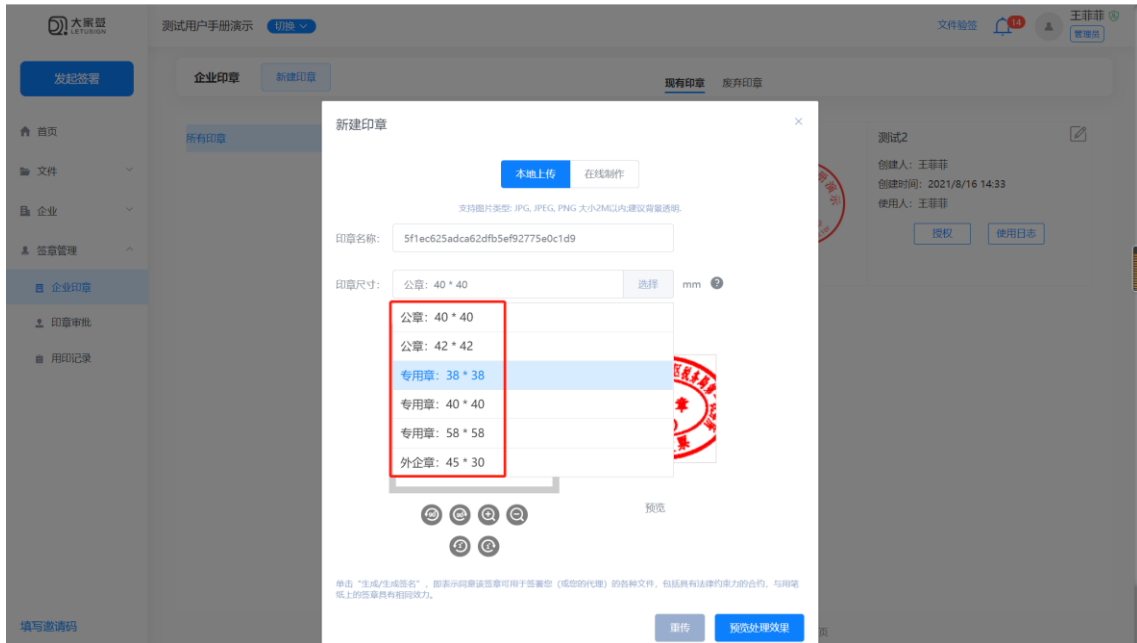 大家签
LETUSIGN
测试用户手册演示
切换
文件验签
14
王菲菲
管理员
发起签署
企业印章
新建印章
现有印章
废弃印章
首页
文件
企业
签章管理
企业印章
印章审批
用印记录
填写邀请码
所有印章
新建印章
×
本地上传
在线制作
支持图片类型: JPG, JPEG, PNG 大小2M以内;建议背景透明.
印章名称:
5f1ec625adca62dfb5ef92775e0c1d9
印章尺寸:
公章: 40 * 40
选择
mm
?
公章: 40 * 40
公章: 42 * 42
专用章: 38 * 38
专用章: 40 * 40
专用章: 58 * 58
外企章: 45 * 30
章
预览
单击“生成/生成签名”, 即表示同意该签章可用于签署您 (或您的代理) 的各种文件, 包括具有法律约束力的合约, 与用笔
纸上的签章具有相同效力。
重传
预览处理效果
测试2
创建人: 王菲菲
创建时间: 2021/8/16 14:33
使用人: 王菲菲
授权
使用日志
页